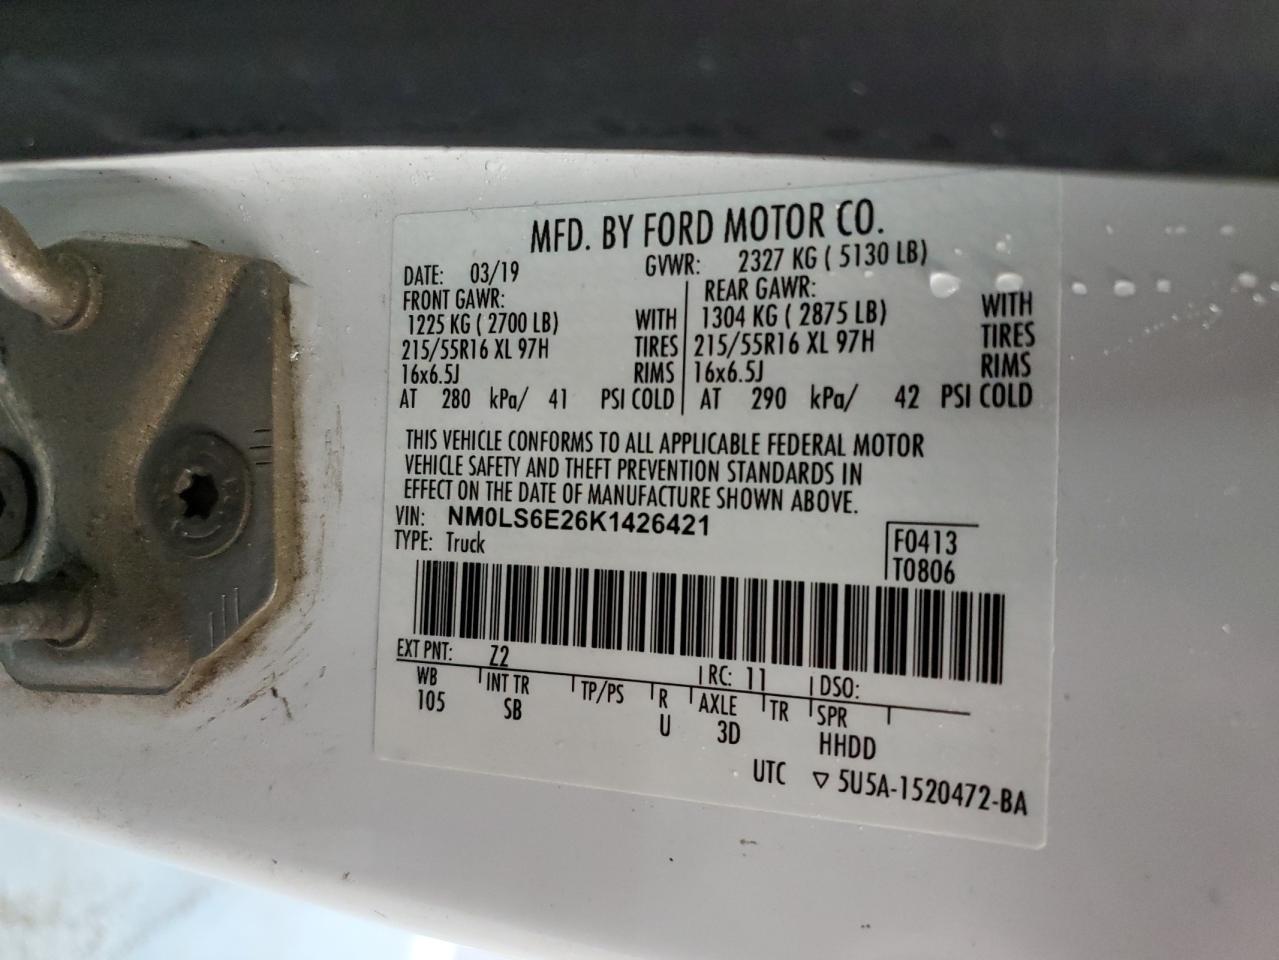 MFD. BY FORD MOTOR CO.
DATE: 03/19 GVWR: 2327 KG ( 5130 LB)
FRONT GAWR: REAR GAWR:
1225 KG ( 2700 LB) WITH 1304 KG ( 2875 LB) WITH
215/55R16 XL 97H TIRES 215/55R16 XL 97H TIRES
16x6.5J RIMS 16x6.5J RIMS
AT 280 kPa/ 41 PSI COLD AT 290 kPa/ 42 PSI COLD
THIS VEHICLE CONFORMS TO ALL APPLICABLE FEDERAL MOTOR
VEHICLE SAFETY AND THEFT PREVENTION STANDARDS IN
EFFECT ON THE DATE OF MANUFACTURE SHOWN ABOVE.
VIN: NM0LS6E26K1426421
TYPE: Truck
F0413
T0806
EXT PNT: Z2 RC: 11 DSO:
WB INT TR TP/PS R AXLE TR SPR
105 SB U 3D HHDD
UTC ▽ 5U5A-1520472-BA